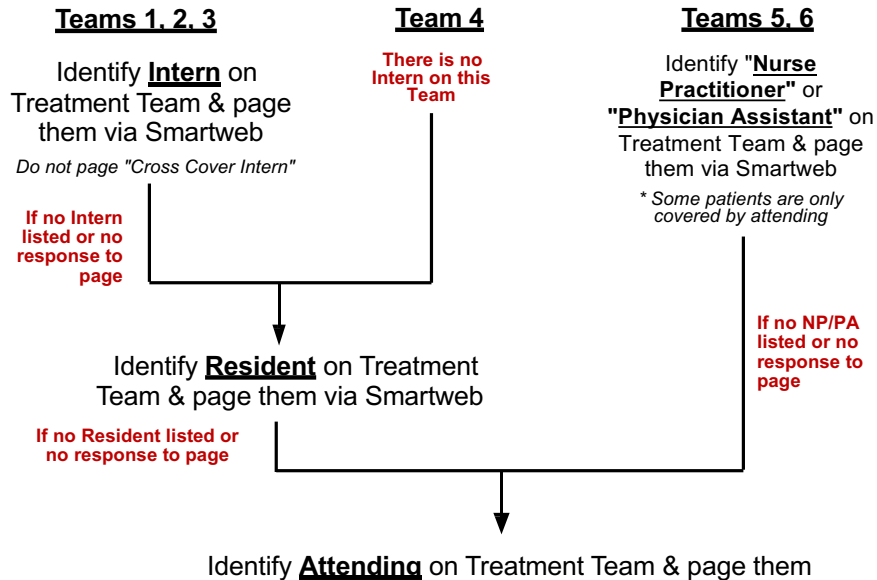 Teams 1, 2, 3
Identify Intern on
Treatment Team & page
them via Smartweb
Do not page "Cross Cover Intern"
If no Intern
listed or no
response to
page
Team 4
There is no
Intern on this
Team
Teams 5, 6
Identify "Nurse
Practitioner" or
"Physician Assistant" on
Treatment Team & page
them via Smartweb
* Some patients are only
covered by attending
If no NP/PA
listed or no
response to
page
Identify Resident on Treatment
Team & page them via Smartweb
If no Resident listed or
no response to page
Identify Attending on Treatment Team & page them